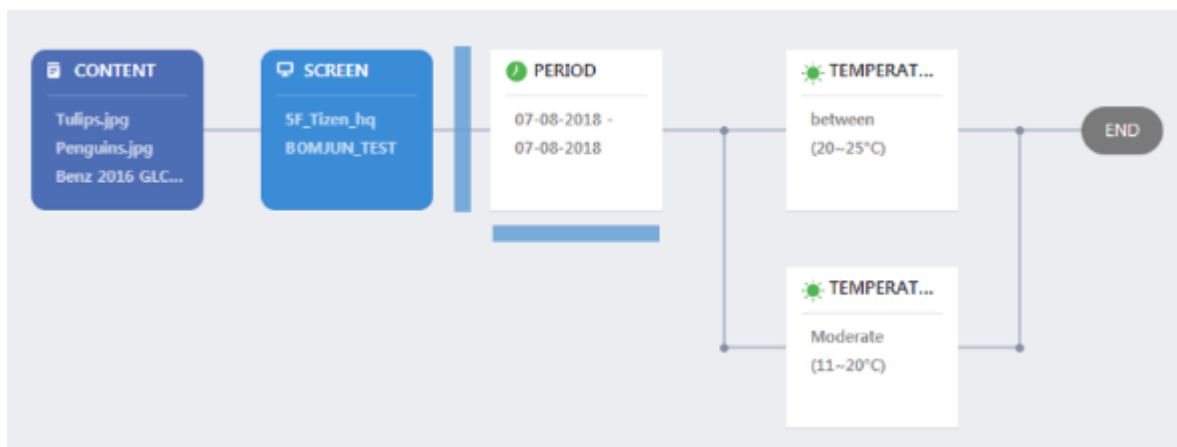 CONTENT
Tulips.jpg
Penguins.jpg
Benz 2016 GLC...
SCREEN
SF_Tizen_hq
BOMJUN_TEST
PERIOD
07-08-2018 -
07-08-2018
TEMPERAT...
between
(20~25°C)
END
TEMPERAT...
Moderate
(11~20°C)